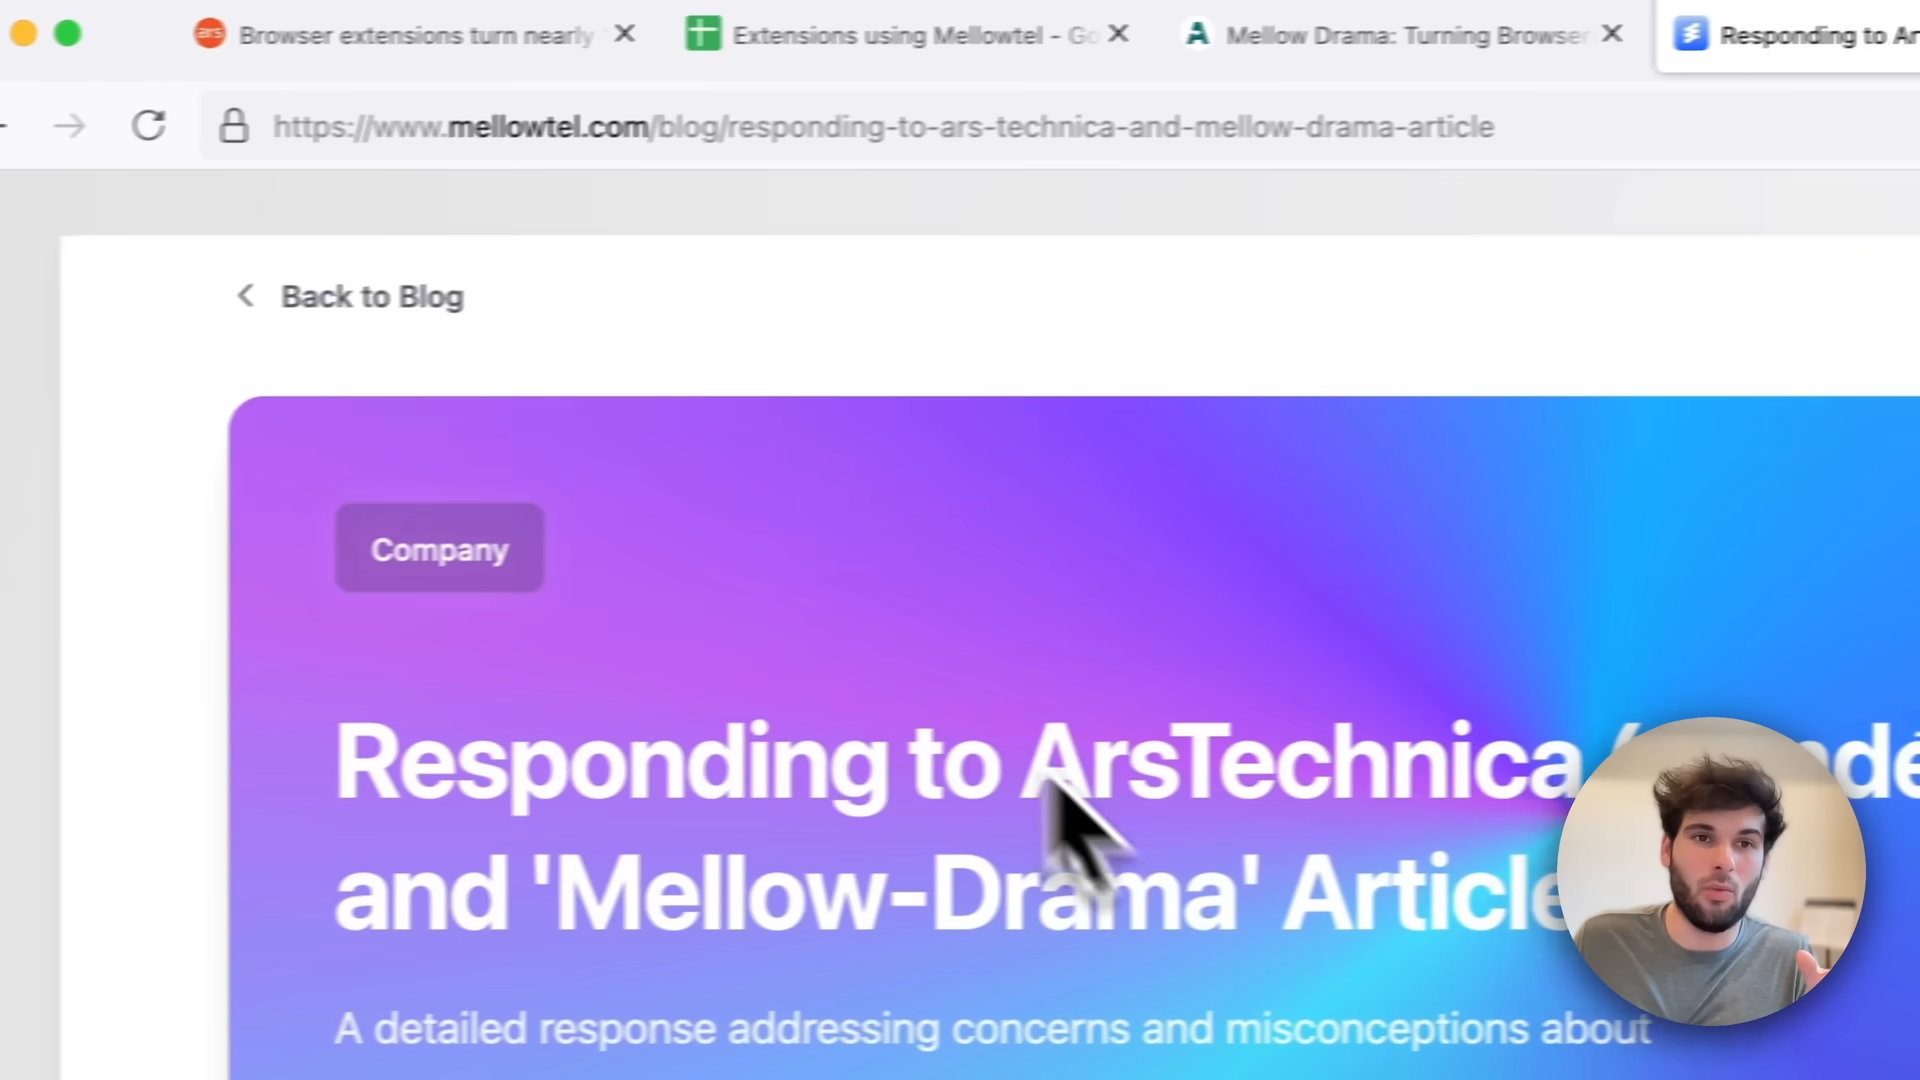 ars Browser extensions turn nearly
Extensions using Mellowtel - Go
Mellow Drama: Turning Browser
Responding to Ar
https://www.mellowtel.com/blog/responding-to-ars-technica-and-mellow-drama-article
Back to Blog
Company
Responding to ArsTechnica
and 'Mellow-Drama' Article
A detailed response addressing concerns and misconceptions about